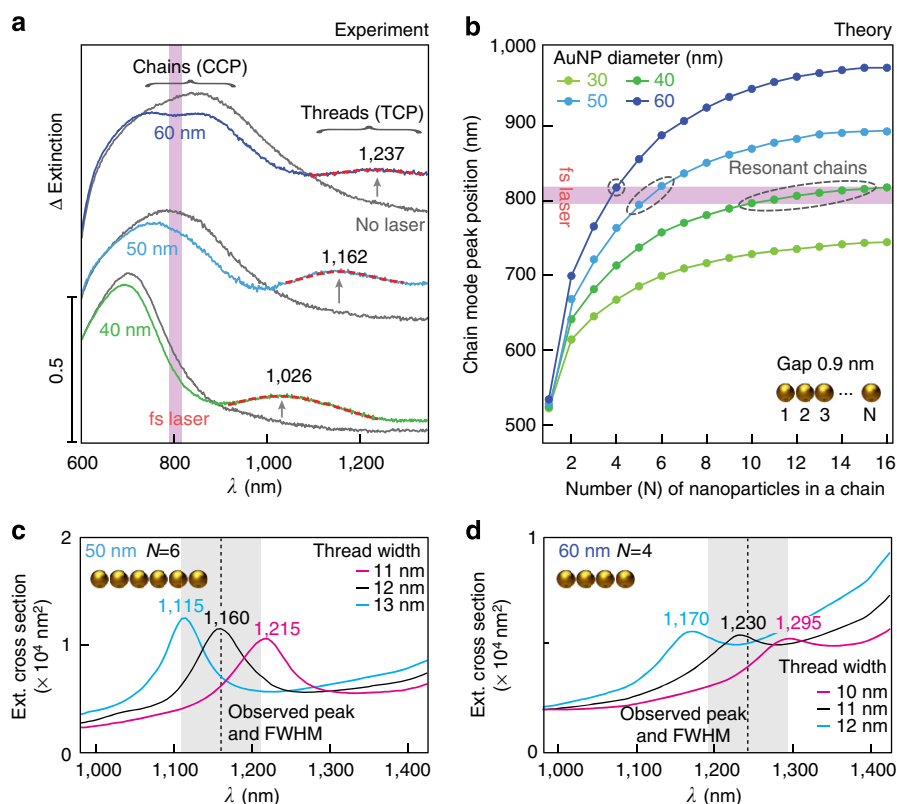 a
Experiment
Chains (CCP)
Threads (TCP)
60 nm
1,237
No laser
50 nm
1,162
40 nm
1,026
fs laser
0.5
Δ Extinction
600
800
1,000
1,200
λ (nm)
b
Theory
1,000
900
800
700
600
500
Chain mode peak position (nm)
AuNP diameter (nm)
30 40
50 60
Resonant chains
fs laser
Gap 0.9 nm
1 2 3 ··· N
2 4 6 8 10 12 14 16
Number (N) of nanoparticles in a chain
c
50 nm N=6
Thread width
11 nm
12 nm
13 nm
1,115
1,160
1,215
Observed peak
and FWHM
2
1
0
Ext. cross section
(× 10⁴ nm²)
1,000 1,100 1,200 1,300 1,400
λ (nm)
d
60 nm N=4
1,170
1,230
1,295
Thread width
10 nm
11 nm
12 nm
Observed peak
and FWHM
1
0
Ext. cross section
(× 10⁴ nm²)
1,000 1,100 1,200 1,300 1,400
λ (nm)